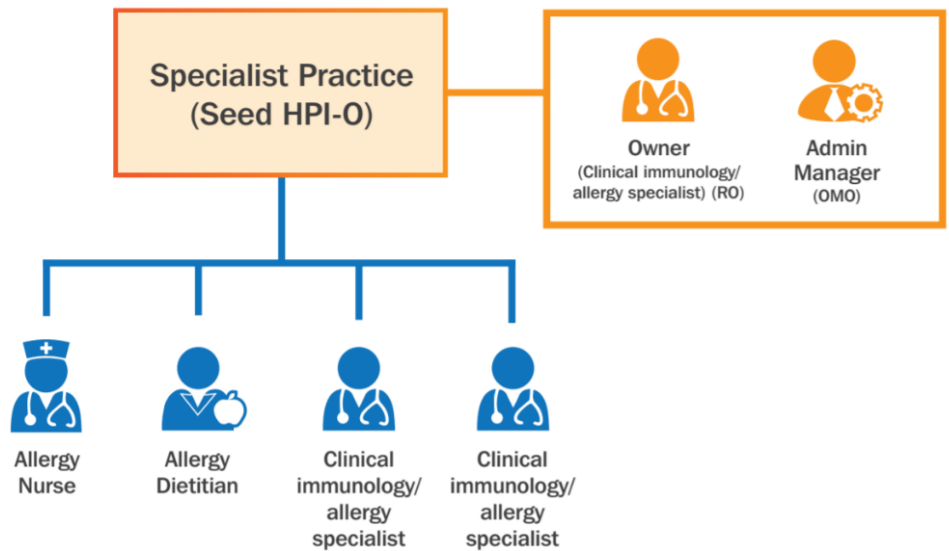 Specialist Practice
(Seed HPI-O)
Owner
(Clinical immunology/
allergy specialist) (RO)
Admin
Manager
(OMO)
Allergy
Nurse
Allergy
Dietitian
Clinical
immunology/
allergy
specialist
Clinical
immunology/
allergy
specialist